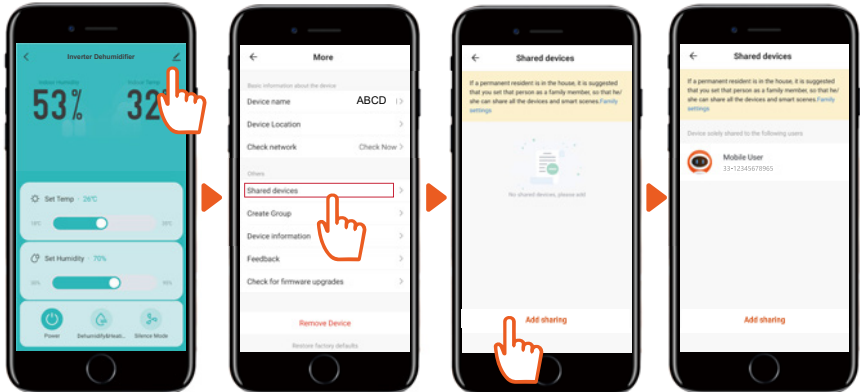 Inverter Dehumidifier
Indoor Humidity
53%
32
Set Temp · 26°C
Set Humidity · 70%
Power
Dehumidify&Heati...
Silence Mode
More
Basic information about the device
Device name
ABCD
Device Location
Check network
Check Now
Others
Shared devices
Create Group
Device information
Feedback
Check for firmware upgrades
Remove Device
Restore factory defaults
Shared devices
If a permanent resident is in the house, it is suggested
that you set that person as a family member, so that he/
she can share all the devices and smart scenes.Family
settings
No shared devices, please add
Add sharing
Shared devices
If a permanent resident is in the house, it is suggested
that you set that person as a family member, so that he/
she can share all the devices and smart scenes.Family
settings
Device solely shared to the following users
Mobile User
33-12345678965
Add sharing